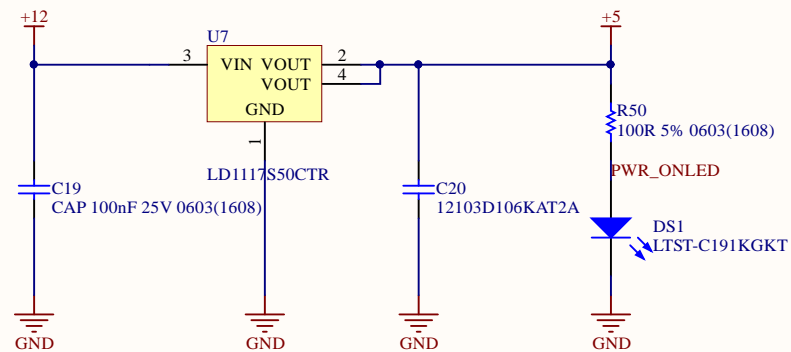 +12
+5
U7
3
VIN VOUT
2
VOUT
4
GND
1
LD1117S50CTR
C19
CAP 100nF 25V 0603(1608)
C20
12103D106KAT2A
R50
100R 5% 0603(1608)
PWR_ONLED
DS1
LTST-C191KGKT
GND
GND
GND
GND